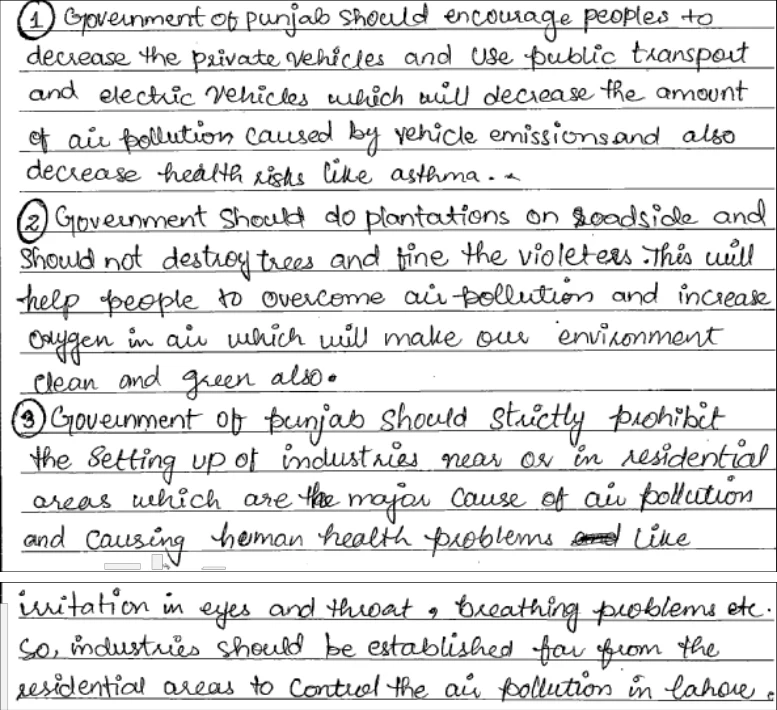 ① Government of punjab should encourage peoples to
decrease the private vehicles and use public transport
and electric vehicles which will decrease the amount
of air pollution caused by vehicle emissions and also
decrease health risks like asthma.
② Government should do plantations on roadside and
should not destroy trees and fine the violeters. This will
help people to overcome air pollution and increase
oxygen in air which will make our environment
clean and green also.
③ Government of punjab should strictly prohibit
the setting up of industries near or in residential
areas which are the major cause of air pollution
and causing human health problems like
irritation in eyes and throat, breathing problems etc.
So, industries should be established far from the
residential areas to control the air pollution in lahore.